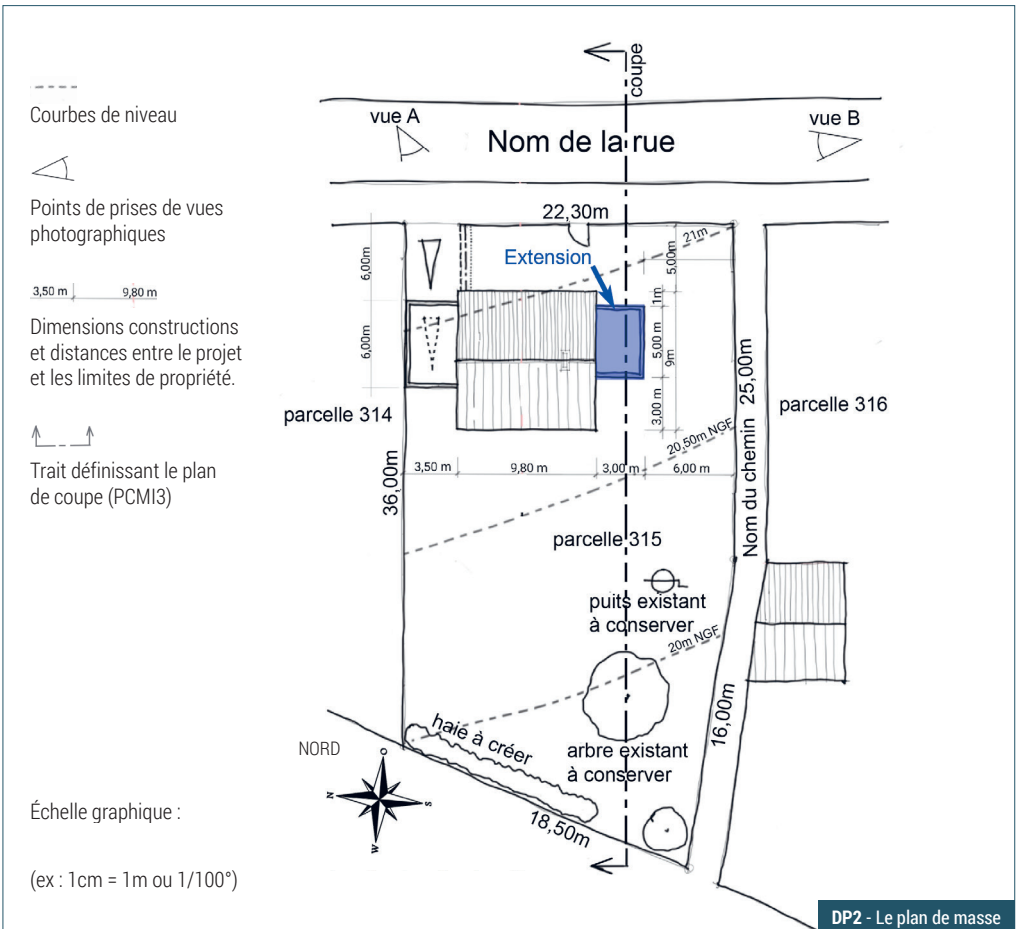 Courbes de niveau
Points de prises de vues
photographiques
3,50 m 9,80 m
Dimensions constructions
et distances entre le projet
et les limites de propriété.
Trait définissant le plan
de coupe (PCMI3)
Échelle graphique :
(ex : 1cm = 1m ou 1/100°)
coupe
vue A
Nom de la rue
vue B
22,30m
21m
Extension
6,00m
5,00m
1m
6,00m
5,00 m
9m
3,00 m
parcelle 314
36,00m
3,50 m
9,80 m
3,00 m
6,00 m
20,50m NGF
Nom du chemin 25,00m
parcelle 316
parcelle 315
puits existant
à conserver
20m NGF
16,00m
haie à créer
arbre existant
à conserver
18,50m
NORD
O
N
S
W
DP2 - Le plan de masse